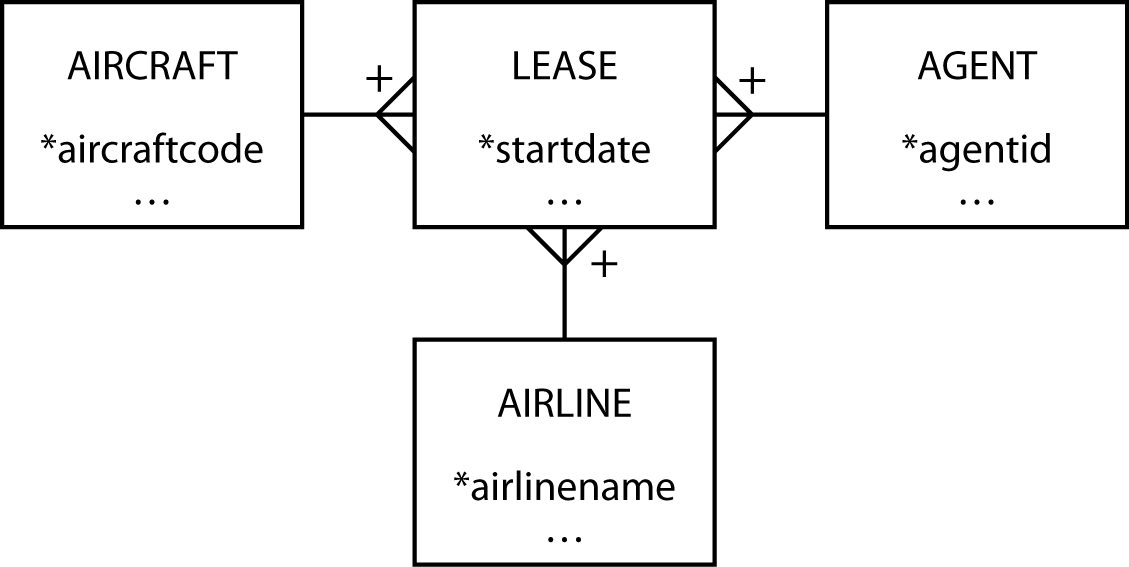 AIRCRAFT
*aircraftcode
...
+
LEASE
*startdate
...
+
AGENT
*agentid
...
+
AIRLINE
*airlinename
...